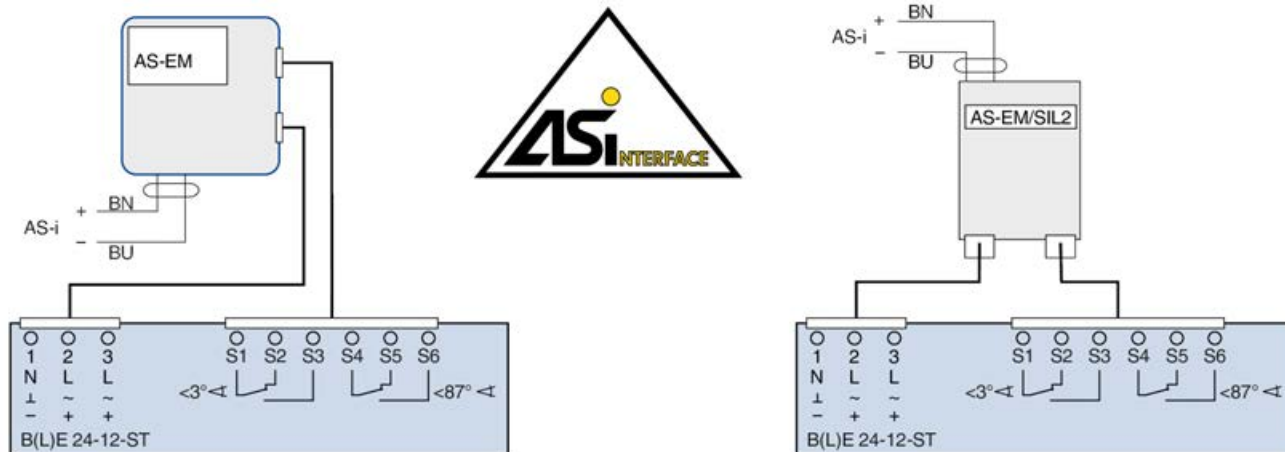 AS-EM
AS-i
+ BN
− BU
1 2 3 S1 S2 S3 S4 S5 S6
N L L
⊥ ~ ~
− + +
<3° ∢ <87° ∢
B(L)E 24-12-ST
ASi NTERFACE
AS-i
+ BN
− BU
AS-EM/SIL2
1 2 3 S1 S2 S3 S4 S5 S6
N L L
⊥ ~ ~
− + +
<3° ∢ <87° ∢
B(L)E 24-12-ST